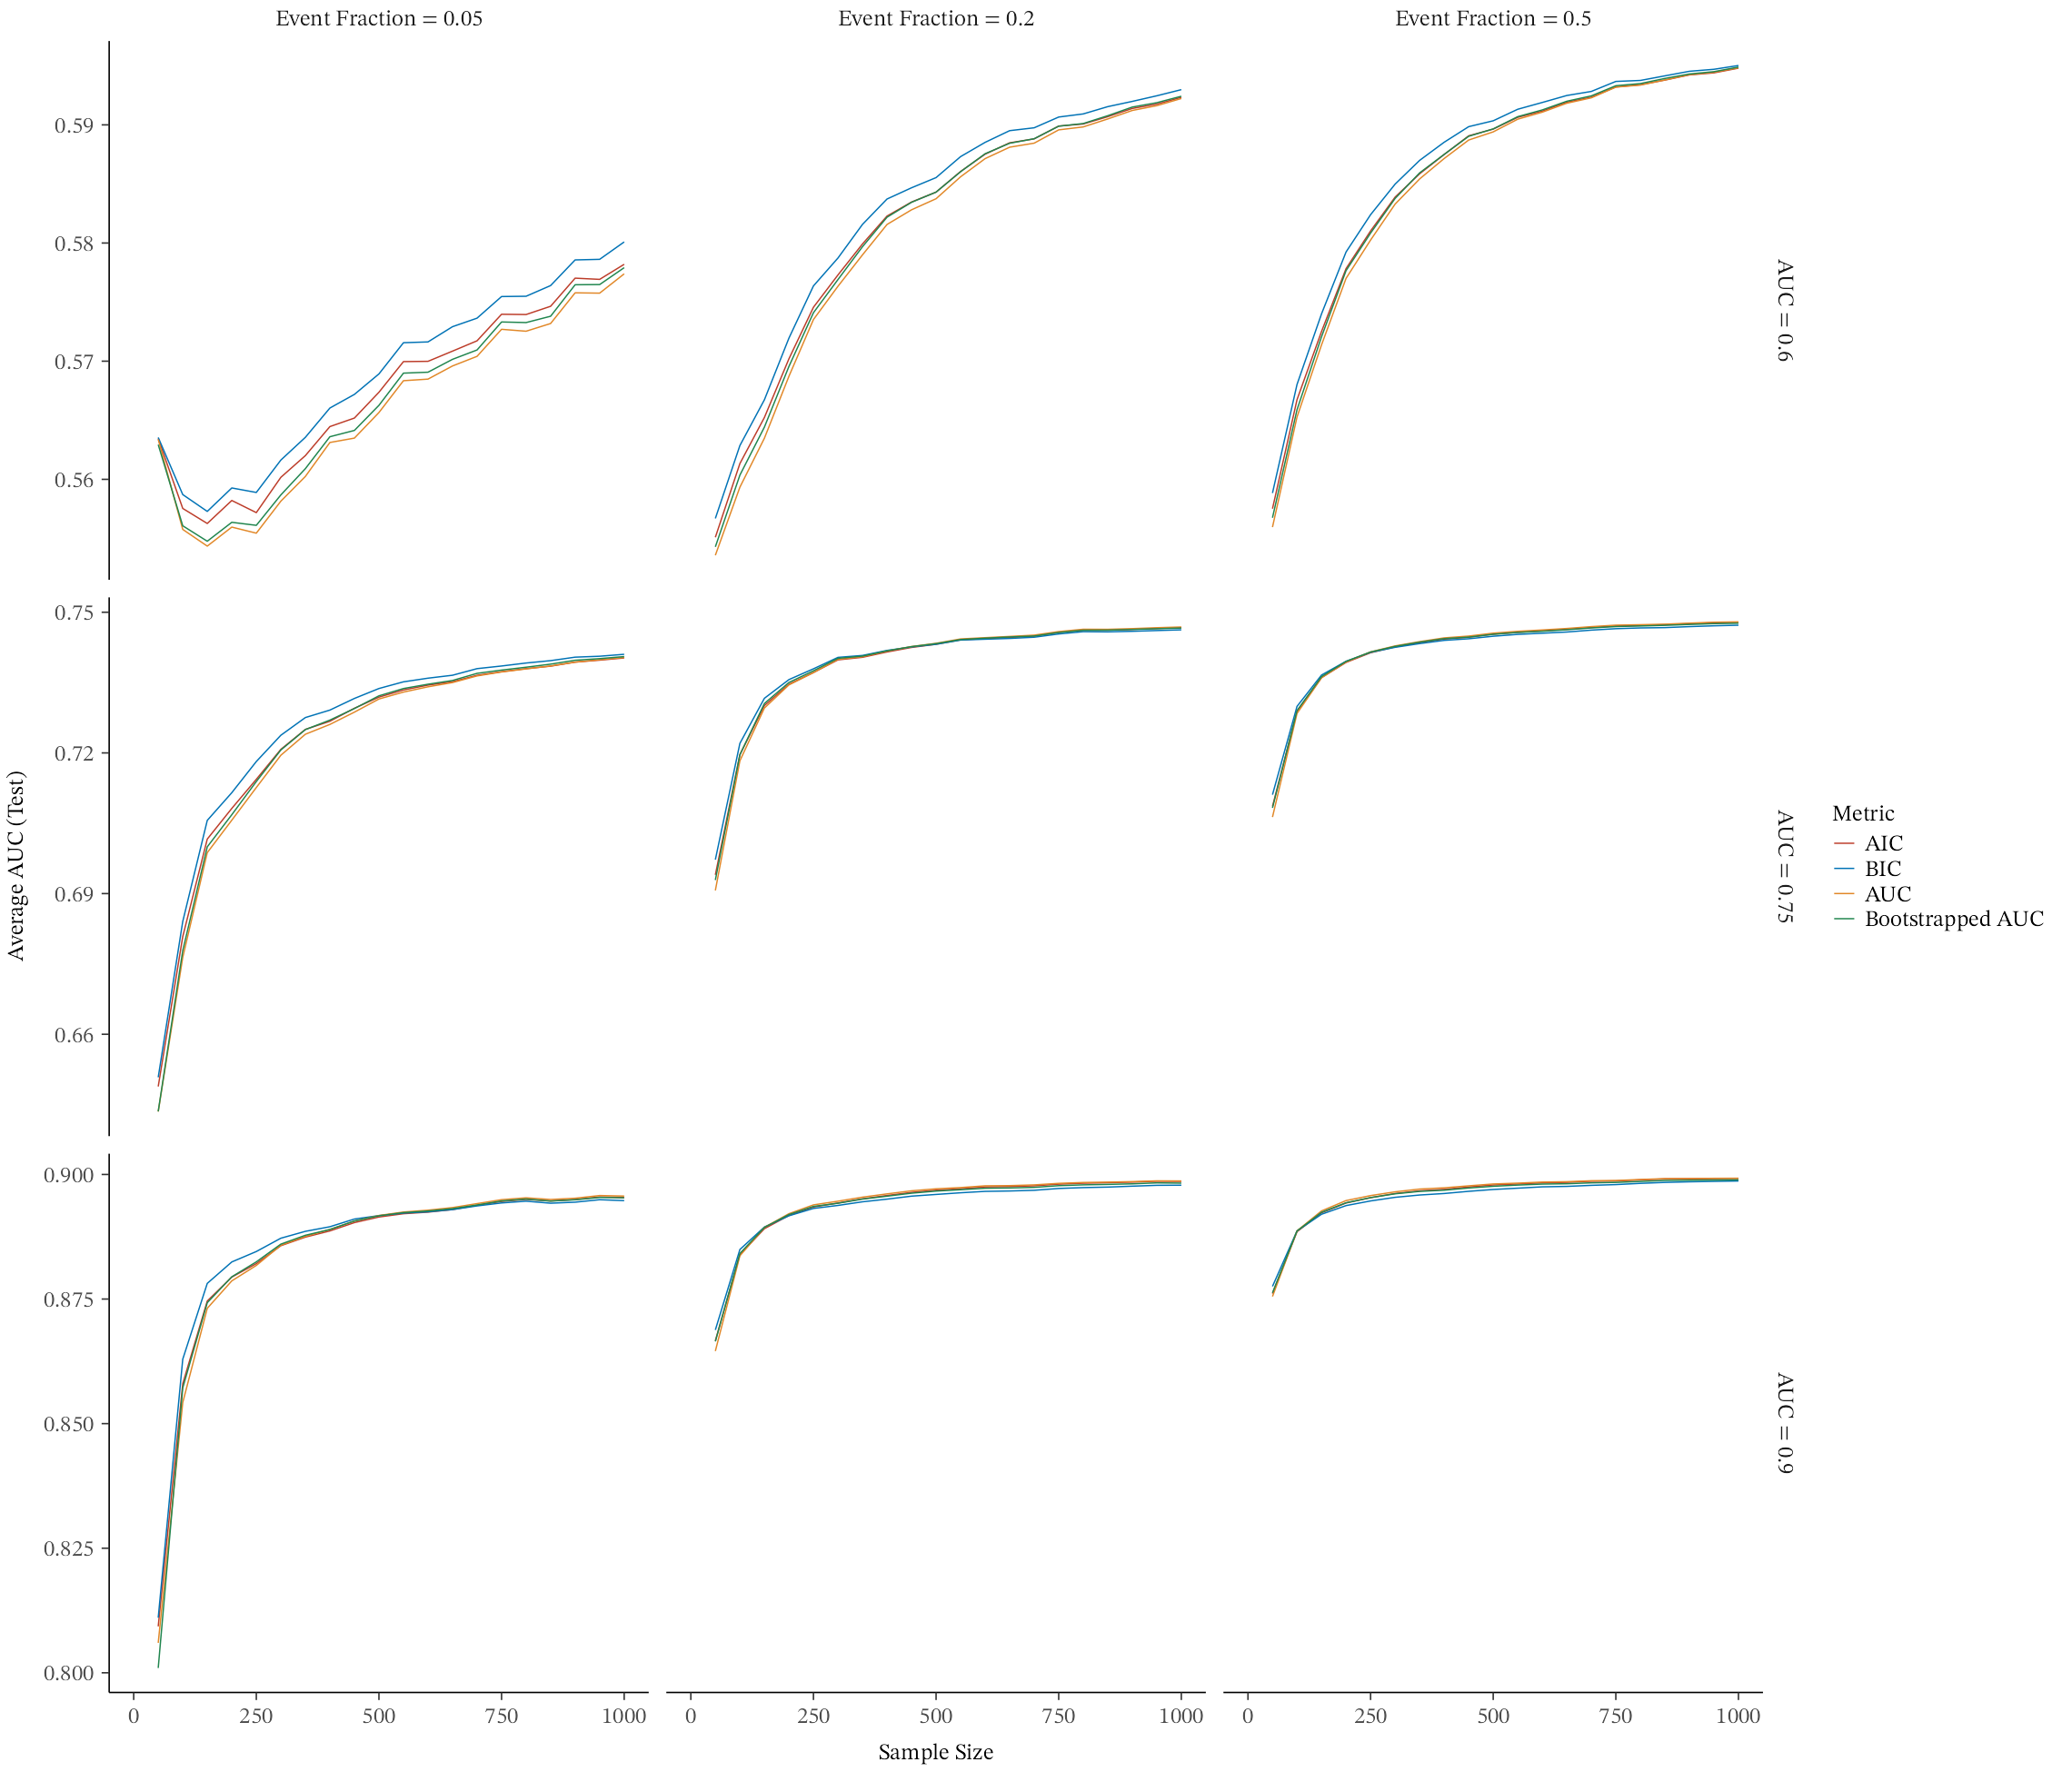 Event Fraction = 0.05
Event Fraction = 0.2
Event Fraction = 0.5
0.59
0.58
0.57
0.56
AUC = 0.6
0.75
0.72
0.69
0.66
AUC = 0.75
0.900
0.875
0.850
0.825
0.800
AUC = 0.9
Average AUC (Test)
0 250 500 750 1000
0 250 500 750 1000
0 250 500 750 1000
Sample Size
Metric
AIC
BIC
AUC
Bootstrapped AUC